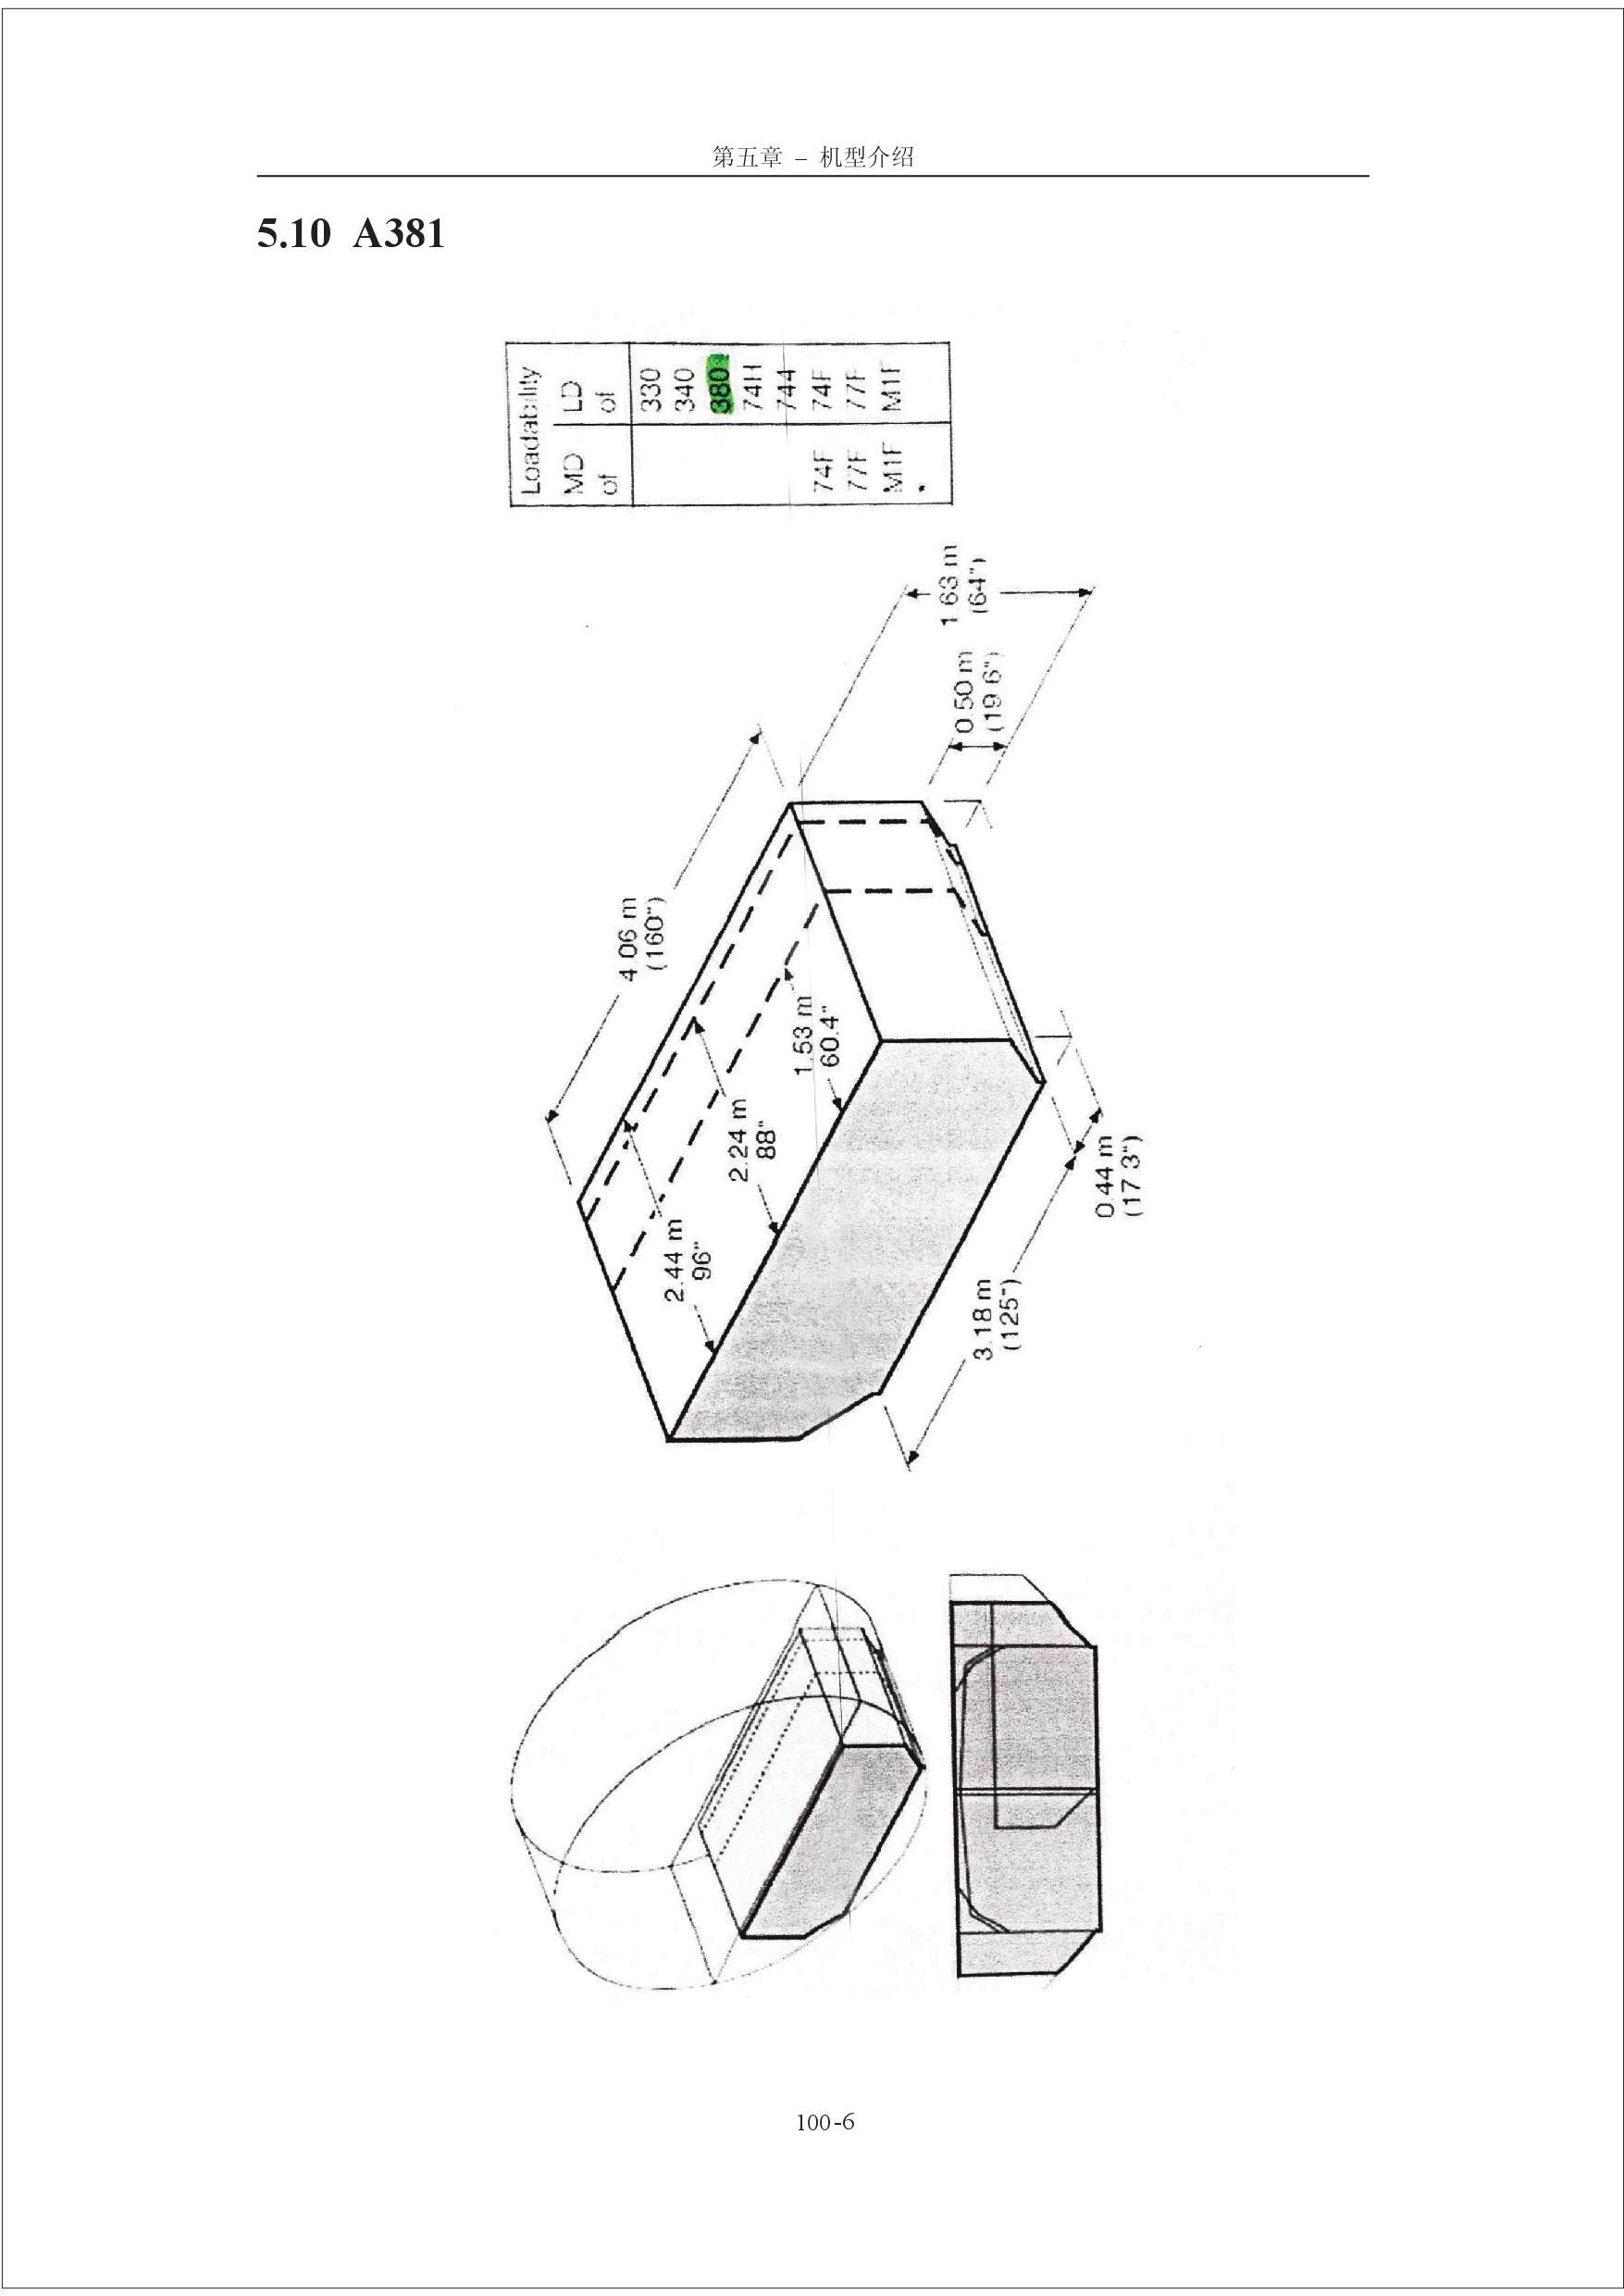 第五章 – 机型介绍
5.10 A381
Loadability
MD LD
of of
330
340
380
74H
744
74F 74F
77F 77F
M1F M1F
*
4.06 m
(160")
1.63 m
(64")
0.50 m
(19 6")
1.53 m
60.4"
2.24 m
88"
2.44 m
96"
0.44 m
(17 3")
3.18 m
(125")
100-6